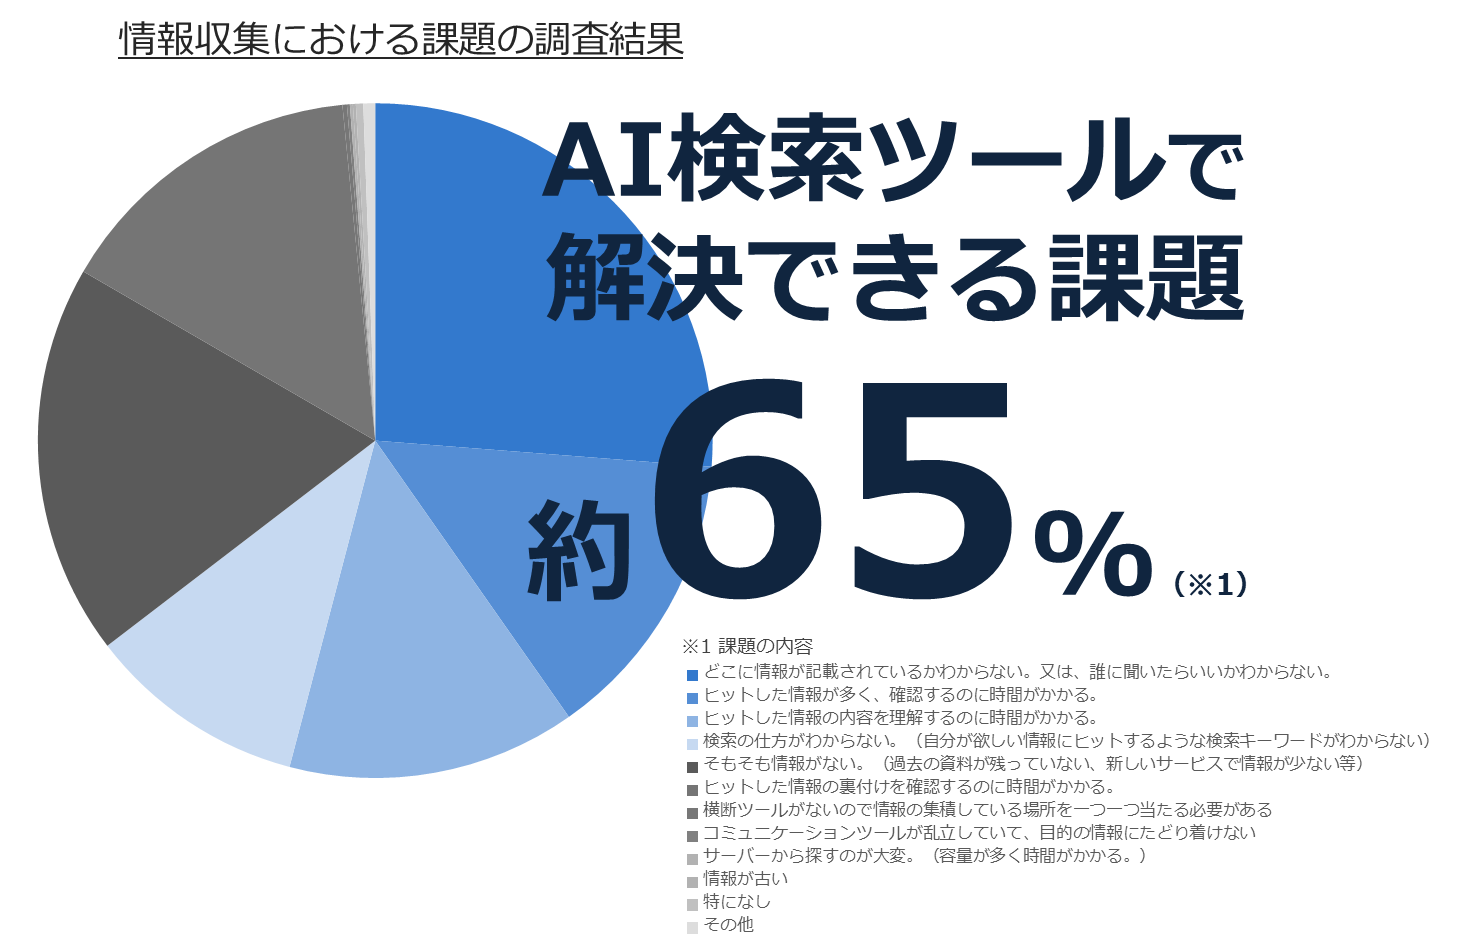 情報収集における課題の調査結果
AI検索ツールで
解決できる課題
約65%（※1）
※1 課題の内容
どこに情報が記載されているかわからない。又は、誰に聞いたらいいかわからない。
ヒットした情報が多く、確認するのに時間がかかる。
ヒットした情報の内容を理解するのに時間がかかる。
検索の仕方がわからない。（自分が欲しい情報にヒットするような検索キーワードがわからない）
そもそも情報がない。（過去の資料が残っていない、新しいサービスで情報が少ない等）
ヒットした情報の裏付けを確認するのに時間がかかる。
横断ツールがないので情報の集積している場所を一つ一つ当たる必要がある
コミュニケーションツールが乱立していて、目的の情報にたどり着けない
サーバーから探すのが大変。（容量が多く時間がかかる。）
情報が古い
特になし
その他